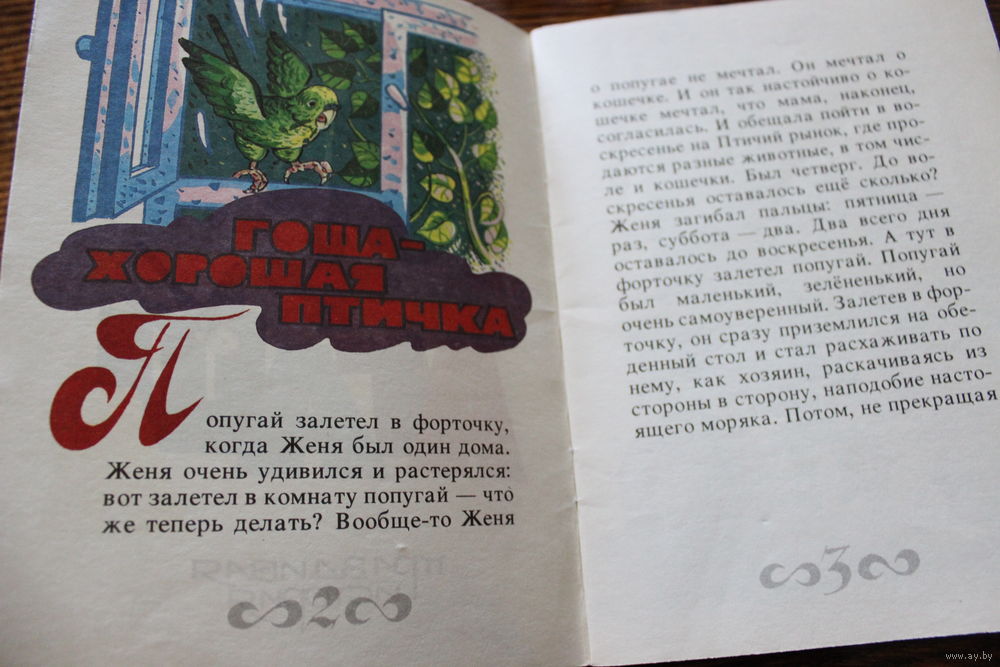 ГОША-
ХОРОШАЯ
ПТИЧКА
Попугай залетел в форточку,
когда Женя был один дома.
Женя очень удивился и растерялся:
вот залетел в комнату попугай — что
же теперь делать? Вообще-то Женя
2
о попугае не мечтал. Он мечтал о
кошечке. И он так настойчиво о ко-
шечке мечтал, что мама, наконец,
согласилась. И обещала пойти в во-
скресенье на Птичий рынок, где про-
даются разные животные, в том чис-
ле и кошечки. Был четверг. До во-
скресенья оставалось ещё сколько?
Женя загибал пальцы: пятница —
раз, суббота — два. Два всего дня
оставалось до воскресенья. А тут в
форточку залетел попугай. Попугай
был маленький, зелёненький, но
очень самоуверенный. Залетев в фор-
точку, он сразу приземлился на обе-
денный стол и стал расхаживать по
нему, как хозяин, раскачиваясь из
стороны в сторону, наподобие насто-
ящего моряка. Потом, не прекращая
3
www.ay.by